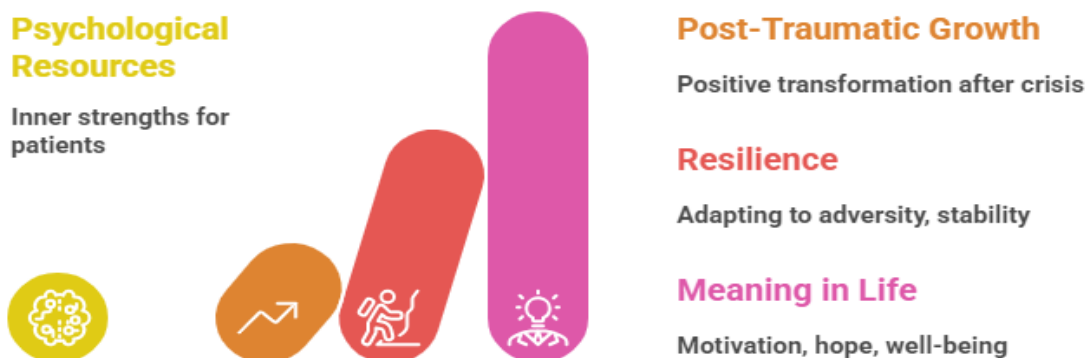 Psychological
Resources
Inner strengths for
patients
Post-Traumatic Growth
Positive transformation after crisis
Resilience
Adapting to adversity, stability
Meaning in Life
Motivation, hope, well-being